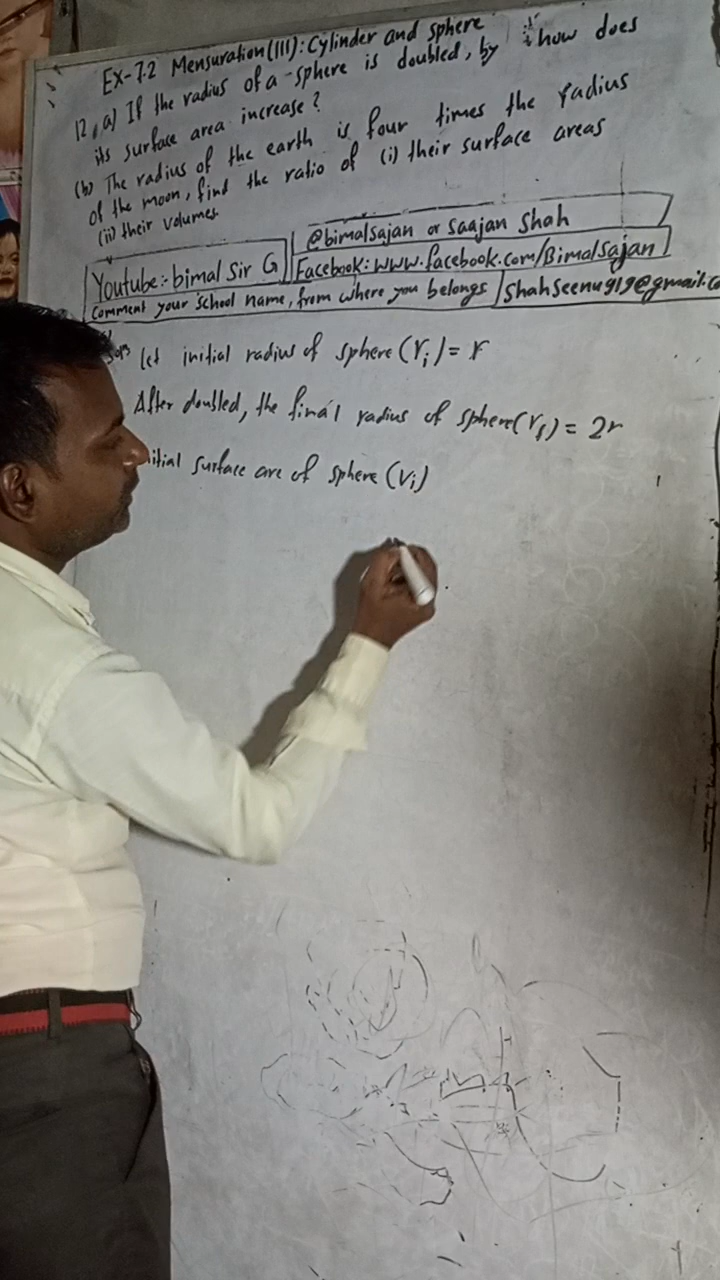 Ex-7.2 Mensuration(III): Cylinder and sphere
12. a) If the radius of a sphere is doubled, by how does
its surface area increase?
(b) The radius of the earth is four times the radius
of the moon, find the ratio of (i) their surface areas
(ii) their volumes.
@bimalsajan or Saajan Shah
Youtube:- bimal Sir G
Facebook: www.facebook.com/Bimalsajan
Comment your school name, from where you belongs
Shahseenu919@gmail.co
Let initial radius of sphere (ri) = r
After doubled, the final radius of sphere (rf) = 2r
itial surface are of sphere (Vi)